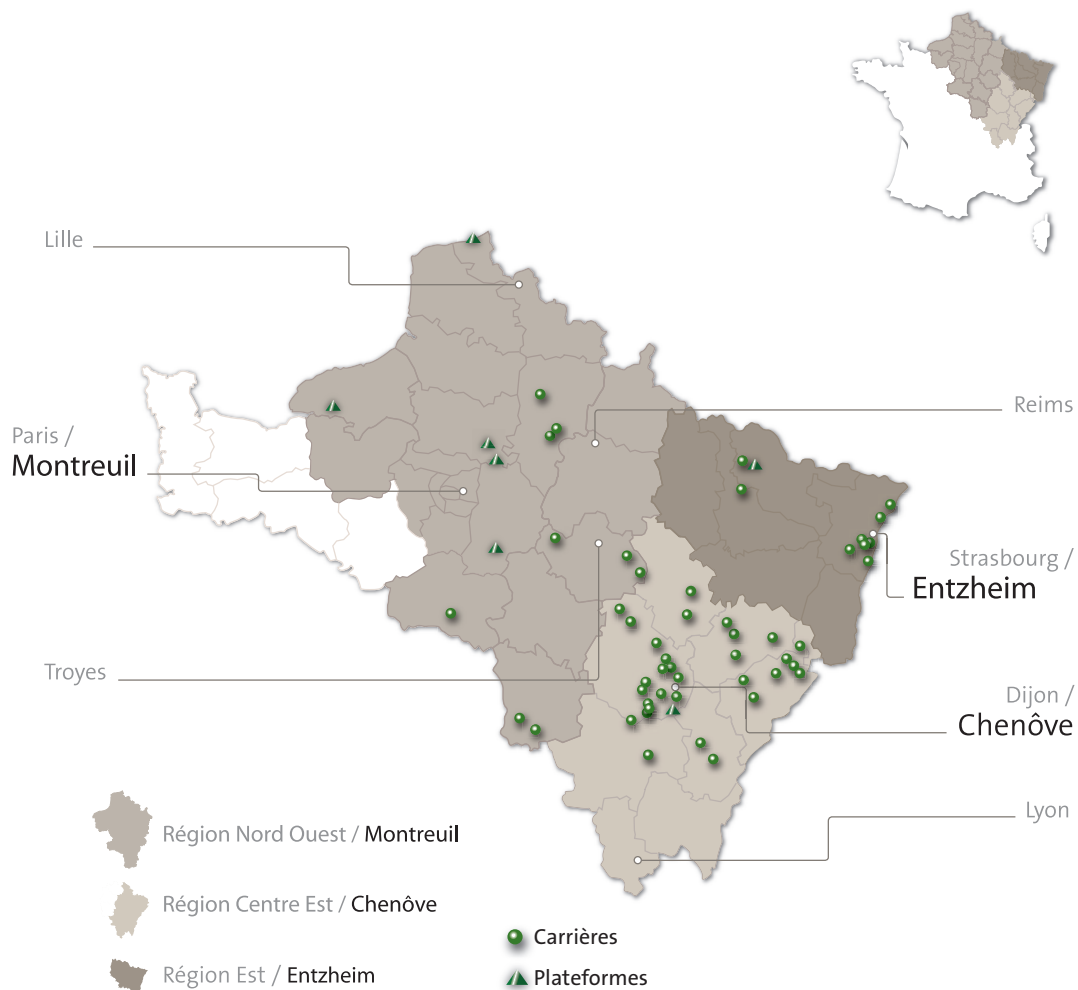 Lille
Reims
Paris /
Montreuil
Strasbourg /
Entzheim
Troyes
Dijon /
Chenôve
Lyon
Région Nord Ouest / Montreuil
Région Centre Est / Chenôve
Région Est / Entzheim
Carrières
Plateformes